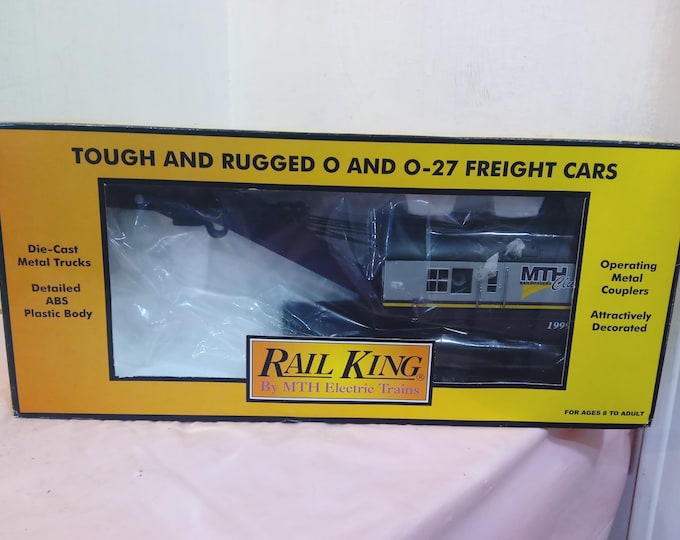 TOUGH AND RUGGED O AND O-27 FREIGHT CARS
Die-Cast
Metal Trucks
Detailed
ABS
Plastic Body
MTH
1999
Operating
Metal
Couplers
Attractively
Decorated
RAIL KING®
By MTH Electric Trains
FOR AGES 8 TO ADULT